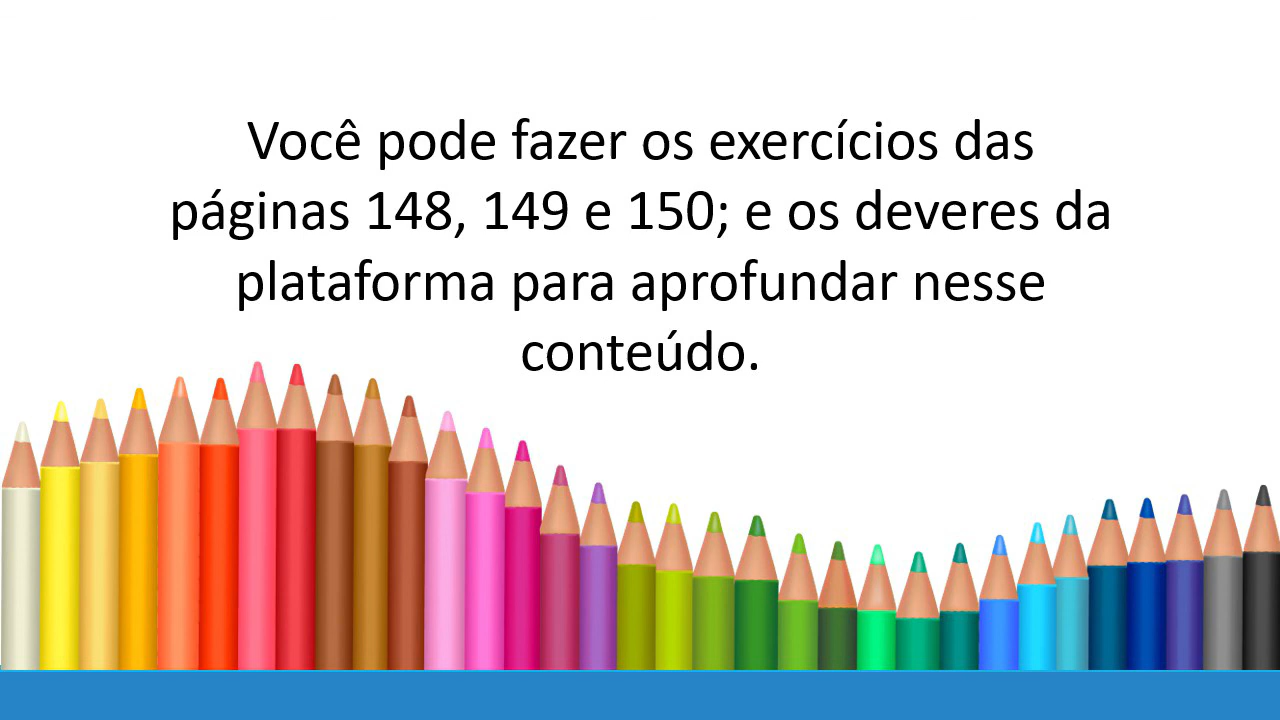 Você pode fazer os exercícios das
páginas 148, 149 e 150; e os deveres da
plataforma para aprofundar nesse
conteúdo.